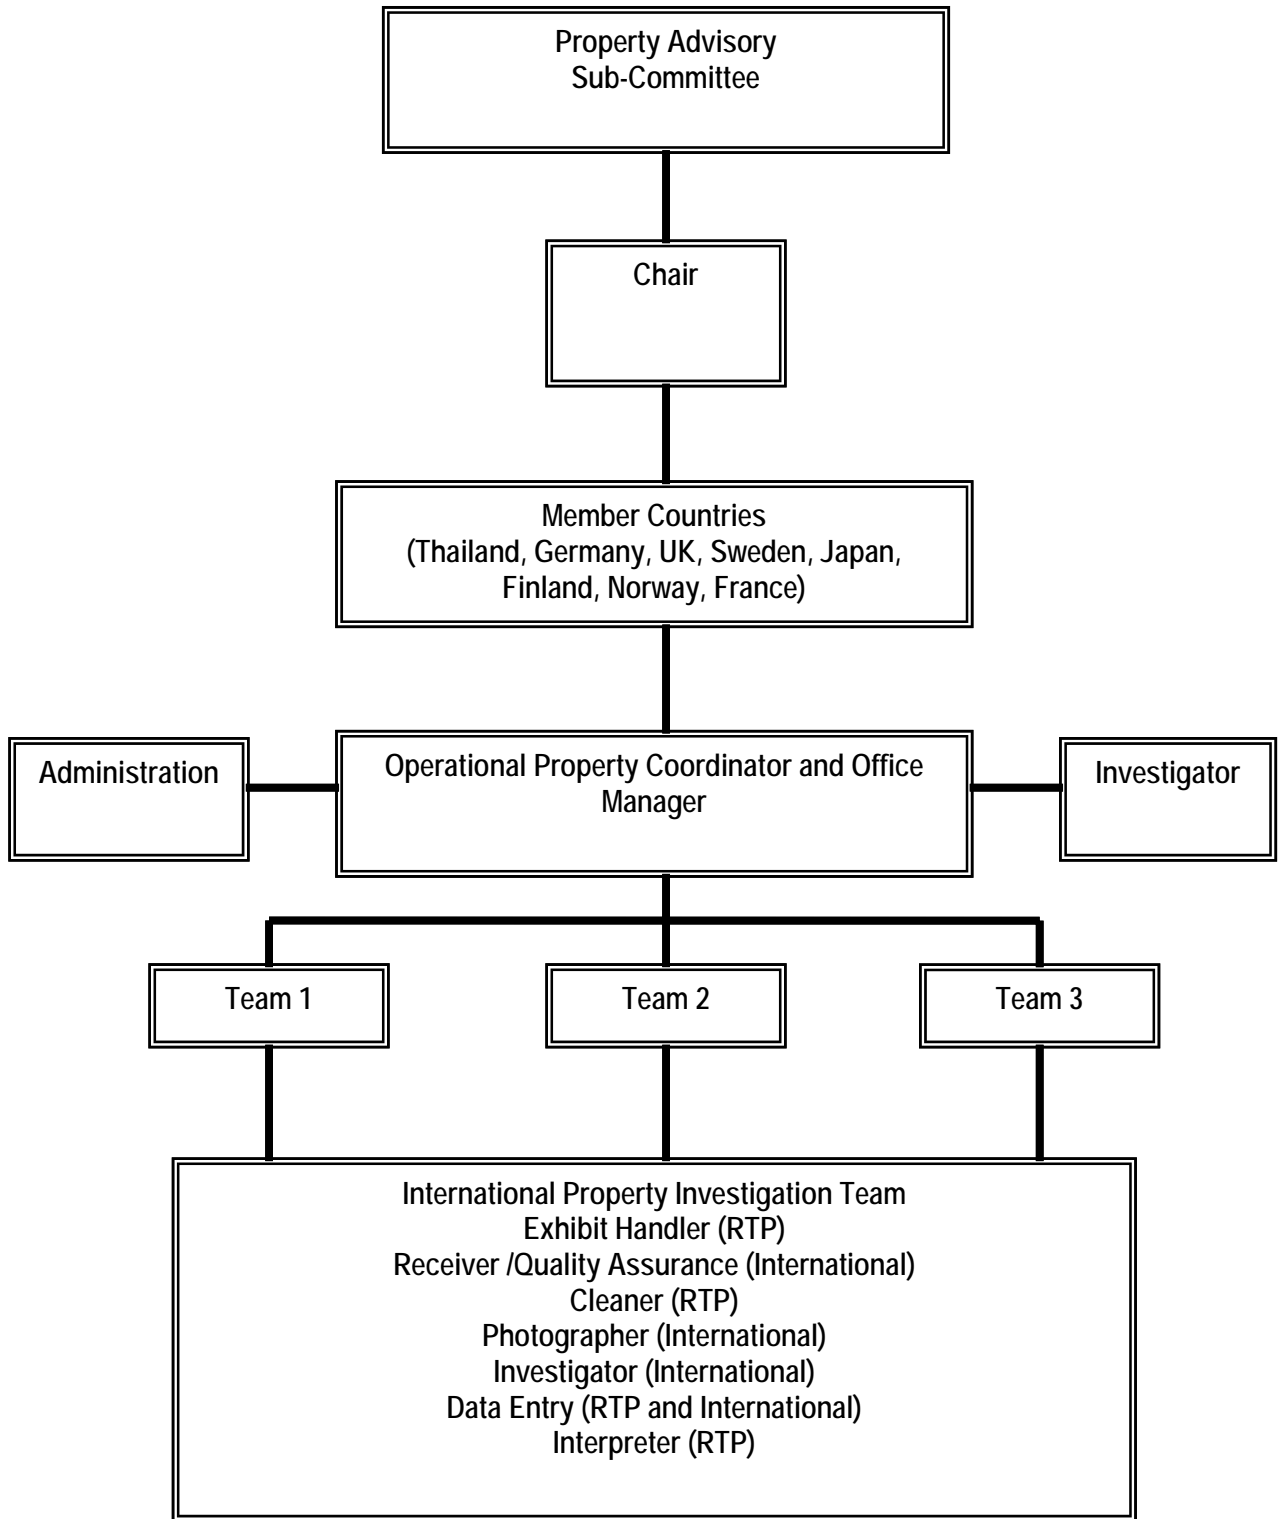 Property Advisory
Sub-Committee
Chair
Member Countries
(Thailand, Germany, UK, Sweden, Japan,
Finland, Norway, France)
Administration
Operational Property Coordinator and Office
Manager
Investigator
Team 1
Team 2
Team 3
International Property Investigation Team
Exhibit Handler (RTP)
Receiver /Quality Assurance (International)
Cleaner (RTP)
Photographer (International)
Investigator (International)
Data Entry (RTP and International)
Interpreter (RTP)